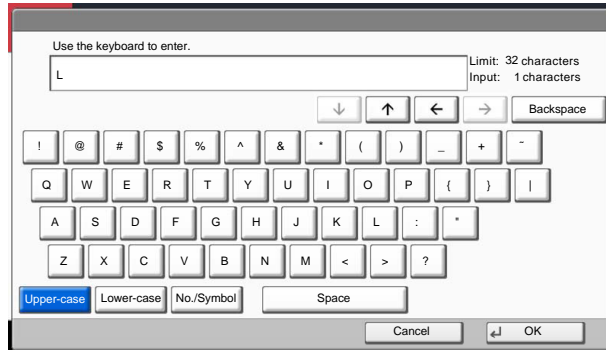 Use the keyboard to enter.
Limit: 32 characters
L
Input: 1 characters
↓ ↑ ← → Backspace
! @ # $ % ^ & * ( ) _ + ~
Q W E R T Y U I O P { } |
A S D F G H J K L : "
Z X C V B N M < > ?
Upper-case Lower-case No./Symbol Space
Cancel ↵ OK